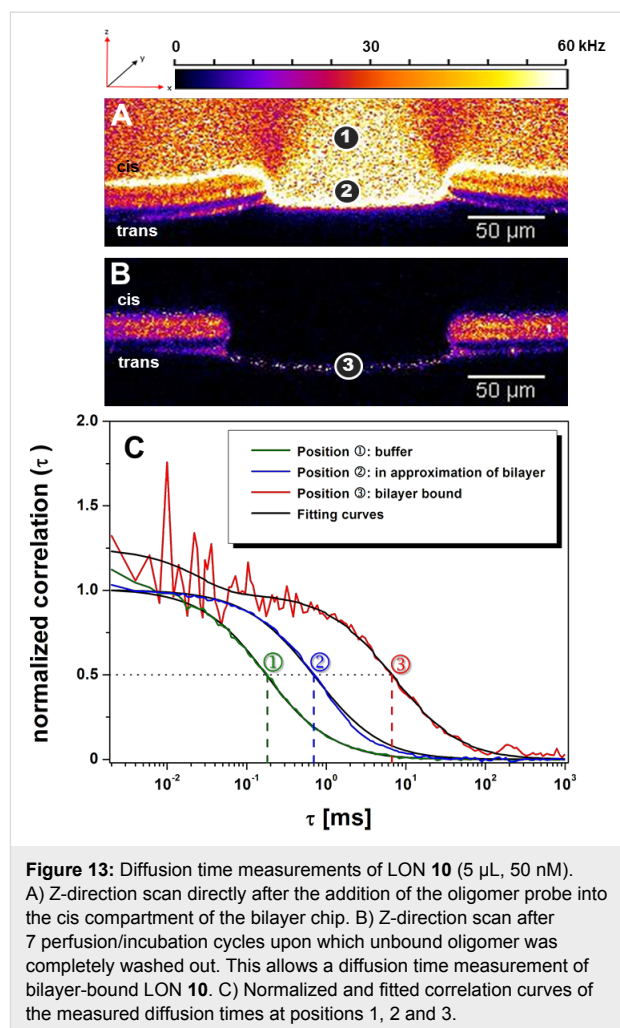 0 30 60 kHz
z
y
x
A
1
cis
2
trans
50 µm
B
cis
trans
3
50 µm
C
Position ①: buffer
Position ②: in approximation of bilayer
Position ③: bilayer bound
Fitting curves
normalized correlation (τ)
2.0
1.5
1.0
0.5
0
① ② ③
10⁻² 10⁻¹ 10⁰ 10¹ 10² 10³
τ [ms]
Figure 13: Diffusion time measurements of LON 10 (5 µL, 50 nM).
A) Z-direction scan directly after the addition of the oligomer probe into
the cis compartment of the bilayer chip. B) Z-direction scan after
7 perfusion/incubation cycles upon which unbound oligomer was
completely washed out. This allows a diffusion time measurement of
bilayer-bound LON 10. C) Normalized and fitted correlation curves of
the measured diffusion times at positions 1, 2 and 3.